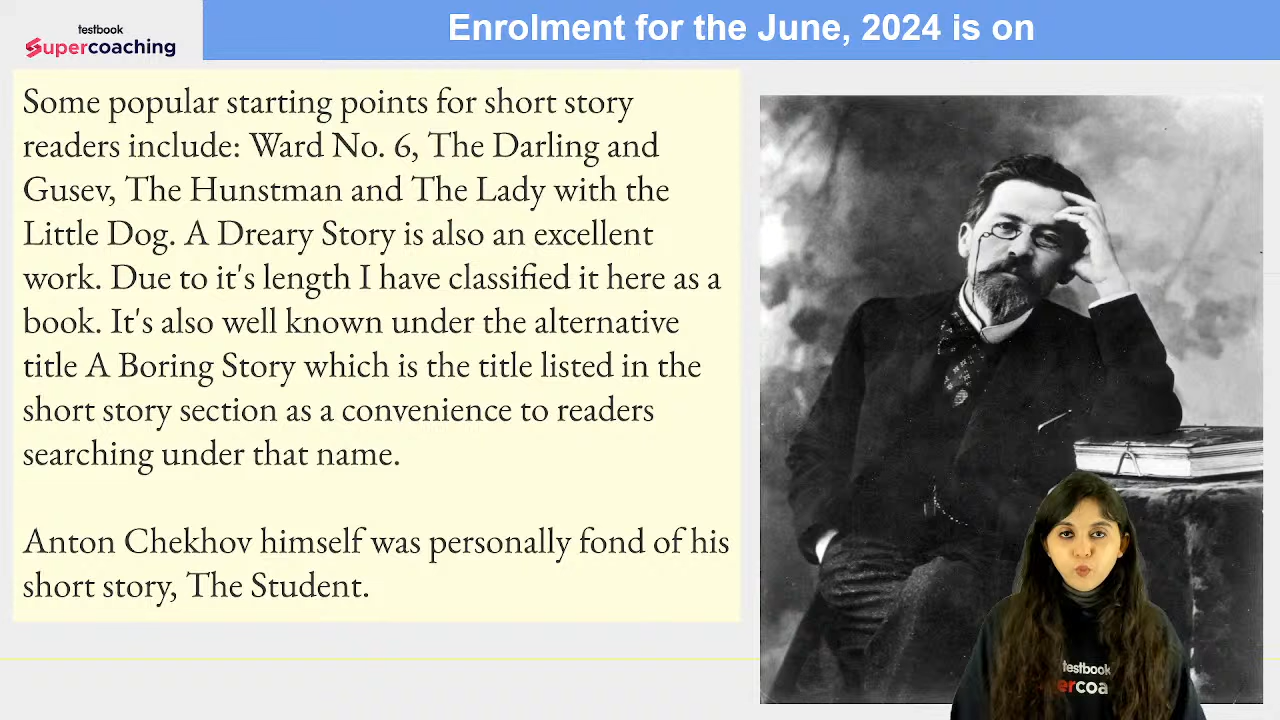 testbook
Supercoaching
Enrolment for the June, 2024 is on
Some popular starting points for short story
readers include: Ward No. 6, The Darling and
Gusev, The Hunstman and The Lady with the
Little Dog. A Dreary Story is also an excellent
work. Due to it's length I have classified it here as a
book. It's also well known under the alternative
title A Boring Story which is the title listed in the
short story section as a convenience to readers
searching under that name.
Anton Chekhov himself was personally fond of his
short story, The Student.
testbook
ercoa